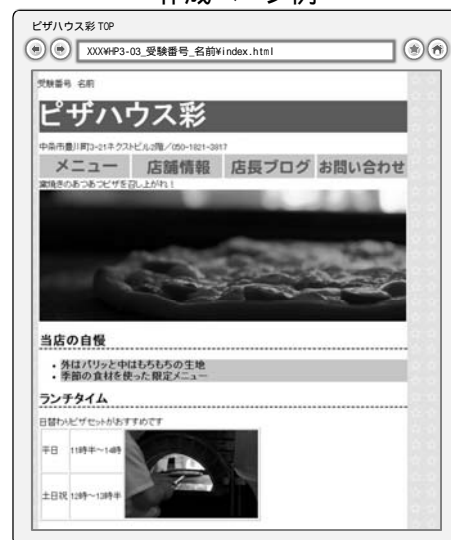 作成ページ例
ピザハウス彩 TOP
XXX¥HP3-03_受験番号_名前¥index.html
受験番号 名前
ピザハウス彩
中央市豊川町3-21ネクストビル2階／050-1821-3917
メニュー 店舗情報 店長ブログ お問い合わせ
窯焼きのあつあつピザを召し上がれ！
当店の自慢
・外はパリッと中はもちもちの生地
・季節の食材を使った限定メニュー
ランチタイム
日替わりピザセットがおすすめです
平日 11時半～14時
土日祝 12時～13時半